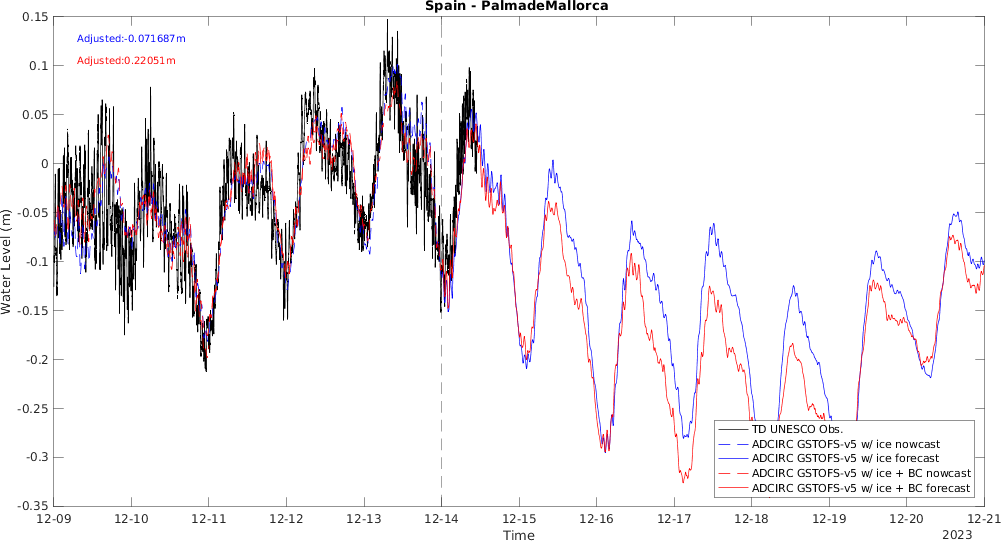 Spain - PalmadeMallorca
Adjusted:-0.071687m
Adjusted:0.22051m
0.15
0.1
0.05
0
-0.05
-0.1
-0.15
-0.2
-0.25
-0.3
-0.35
Water Level (m)
TD UNESCO Obs.
ADCIRC GSTOFS-v5 w/ ice nowcast
ADCIRC GSTOFS-v5 w/ ice forecast
ADCIRC GSTOFS-v5 w/ ice + BC nowcast
ADCIRC GSTOFS-v5 w/ ice + BC forecast
12-09 12-10 12-11 12-12 12-13 12-14 12-15 12-16 12-17 12-18 12-19 12-20 12-21
Time
2023